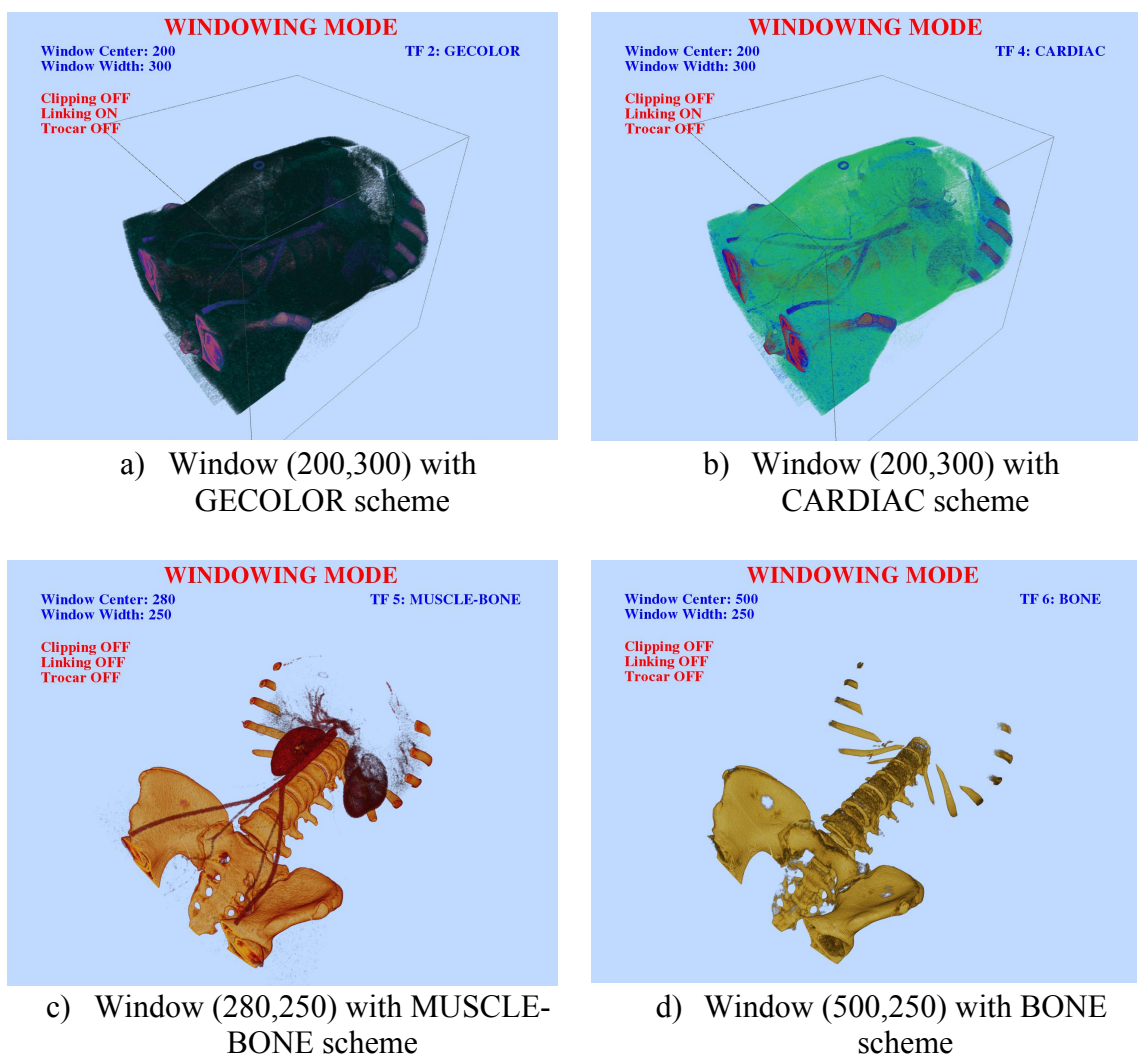 WINDOWING MODE
Window Center: 200
Window Width: 300
TF 2: GECOLOR
Clipping OFF
Linking ON
Trocar OFF
a) Window (200,300) with
GECOLOR scheme
WINDOWING MODE
Window Center: 200
Window Width: 300
TF 4: CARDIAC
Clipping OFF
Linking ON
Trocar OFF
b) Window (200,300) with
CARDIAC scheme
WINDOWING MODE
Window Center: 280
Window Width: 250
TF 5: MUSCLE-BONE
Clipping OFF
Linking OFF
Trocar OFF
c) Window (280,250) with MUSCLE-
BONE scheme
WINDOWING MODE
Window Center: 500
Window Width: 250
TF 6: BONE
Clipping OFF
Linking OFF
Trocar OFF
d) Window (500,250) with BONE
scheme